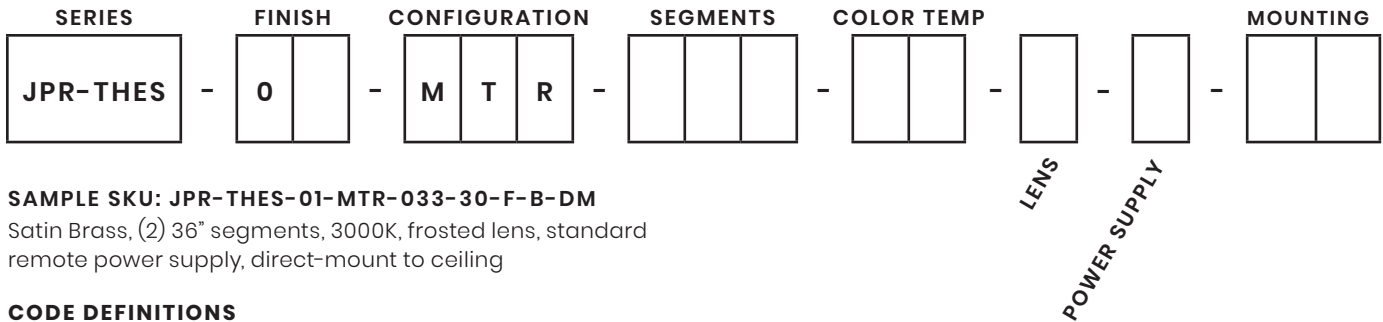 SERIES FINISH CONFIGURATION SEGMENTS COLOR TEMP MOUNTING
JPR-THES - 0 - M T R - - - - -
LENS
POWER SUPPLY
SAMPLE SKU: JPR-THES-01-MTR-033-30-F-B-DM
Satin Brass, (2) 36” segments, 3000K, frosted lens, standard
remote power supply, direct-mount to ceiling
CODE DEFINITIONS